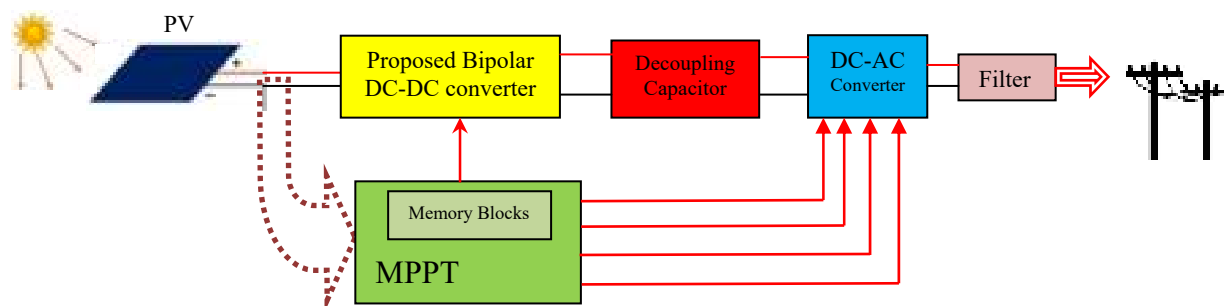 PV
+
−
Proposed Bipolar
DC-DC converter
Decoupling
Capacitor
DC-AC
Converter
Filter
Memory Blocks
MPPT